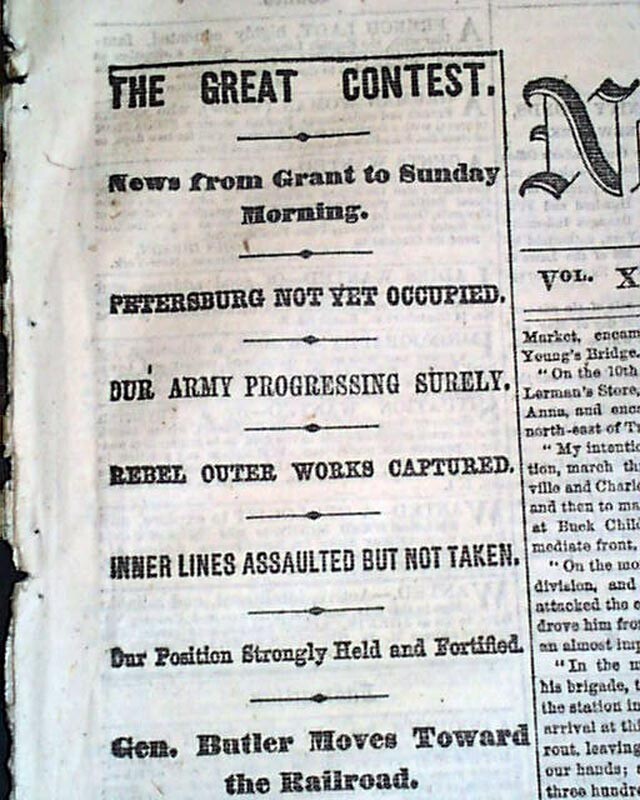 THE GREAT CONTEST.
News from Grant to Sunday
Morning.
PETERSBURG NOT YET OCCUPIED.
OUR ARMY PROGRESSING SURELY.
REBEL OUTER WORKS CAPTURED.
INNER LINES ASSAULTED BUT NOT TAKEN.
Our Position Strongly Held and Fortified.
Gen. Butler Moves Toward
the Railroad.
VOL. X
Market, encam
Young's Bridge.
"On the 10th
Lerman's Store,
Anna, and enc
north-east of Tr
"My intentio
tion, march th
ville and Charl
and then to ma
at Buck Chil
mediate front.
"On the mo
division, and
attacked the e
drove him fro
an almost imp
"In the m
his brigade, t
the station in
arrival at thi
rout, leaving
our hands;
three hundr